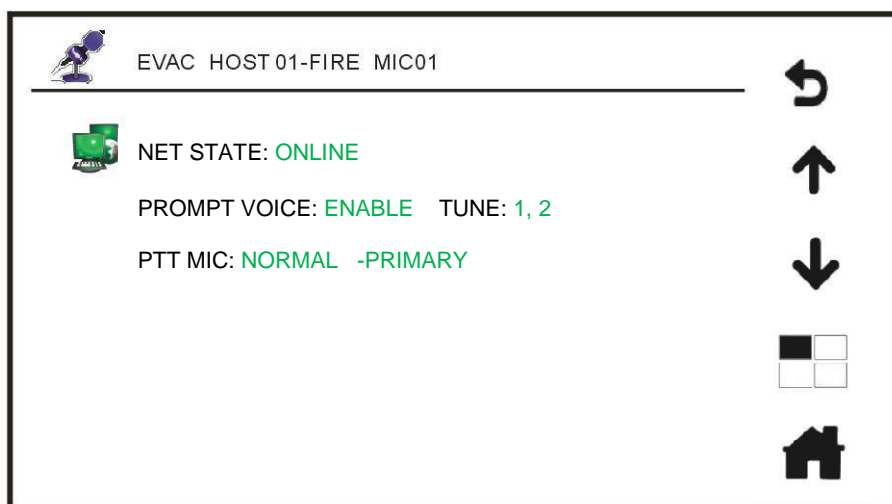 EVAC HOST 01-FIRE MIC01
NET STATE: ONLINE
PROMPT VOICE: ENABLE TUNE: 1, 2
PTT MIC: NORMAL -PRIMARY